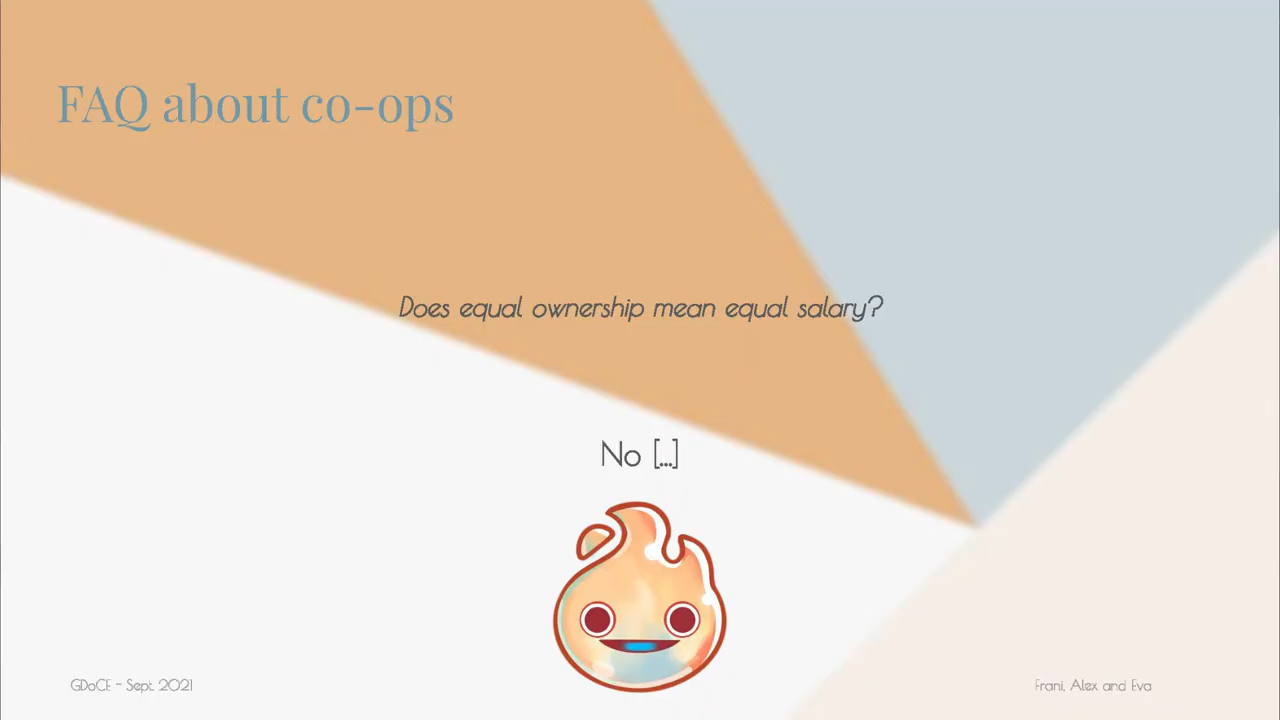 FAQ about co-ops
Does equal ownership mean equal salary?
No [...]
GDoCE - Sept. 2021
Frani, Alex and Eva